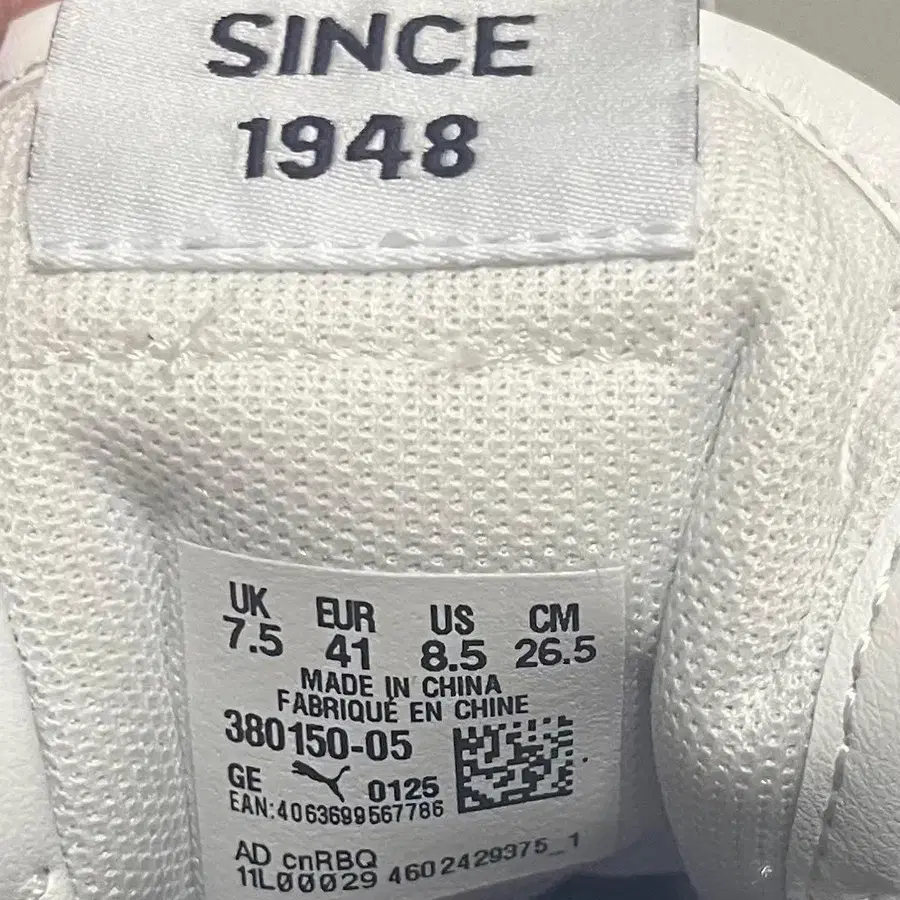 SINCE
1948
UK EUR US CM
7.5 41 8.5 26.5
MADE IN CHINA
FABRIQUÉ EN CHINE
380150-05
GE 0125
EAN:4063699567786
AD cnRBQ
11L00029 4602429375_1